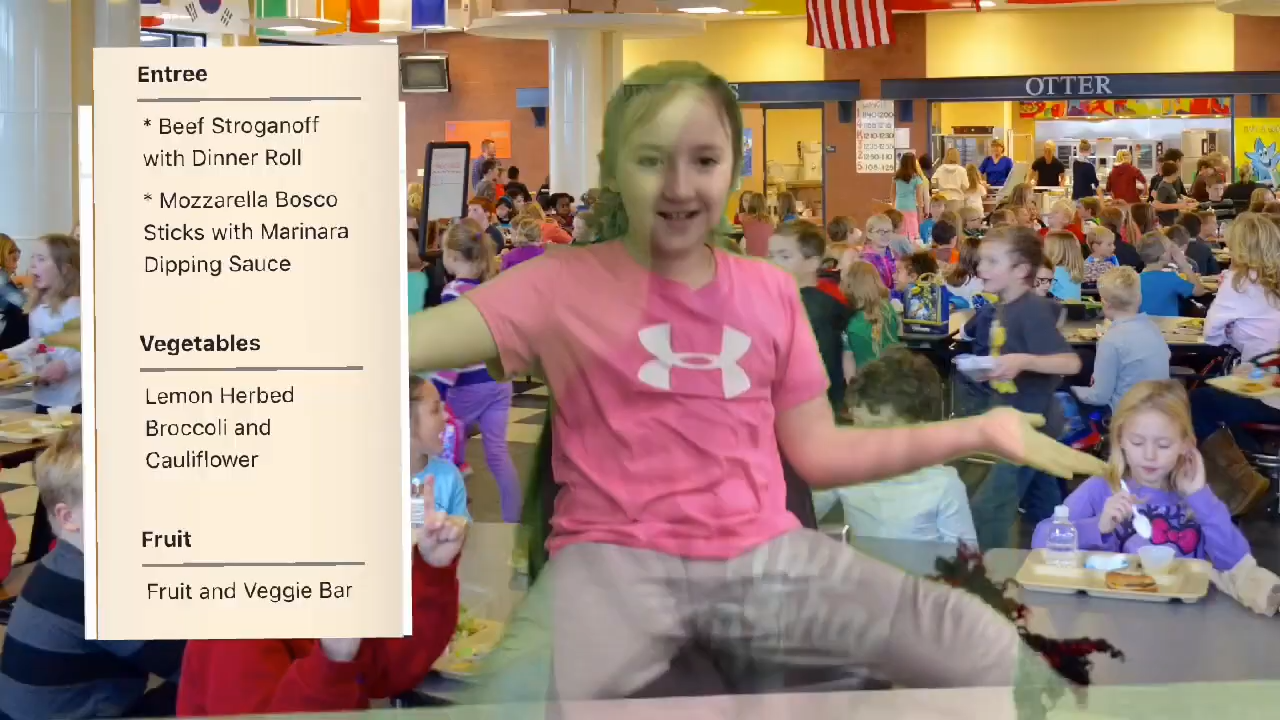 Entree
* Beef Stroganoff
with Dinner Roll
* Mozzarella Bosco
Sticks with Marinara
Dipping Sauce
Vegetables
Lemon Herbed
Broccoli and
Cauliflower
Fruit
Fruit and Veggie Bar
OTTER